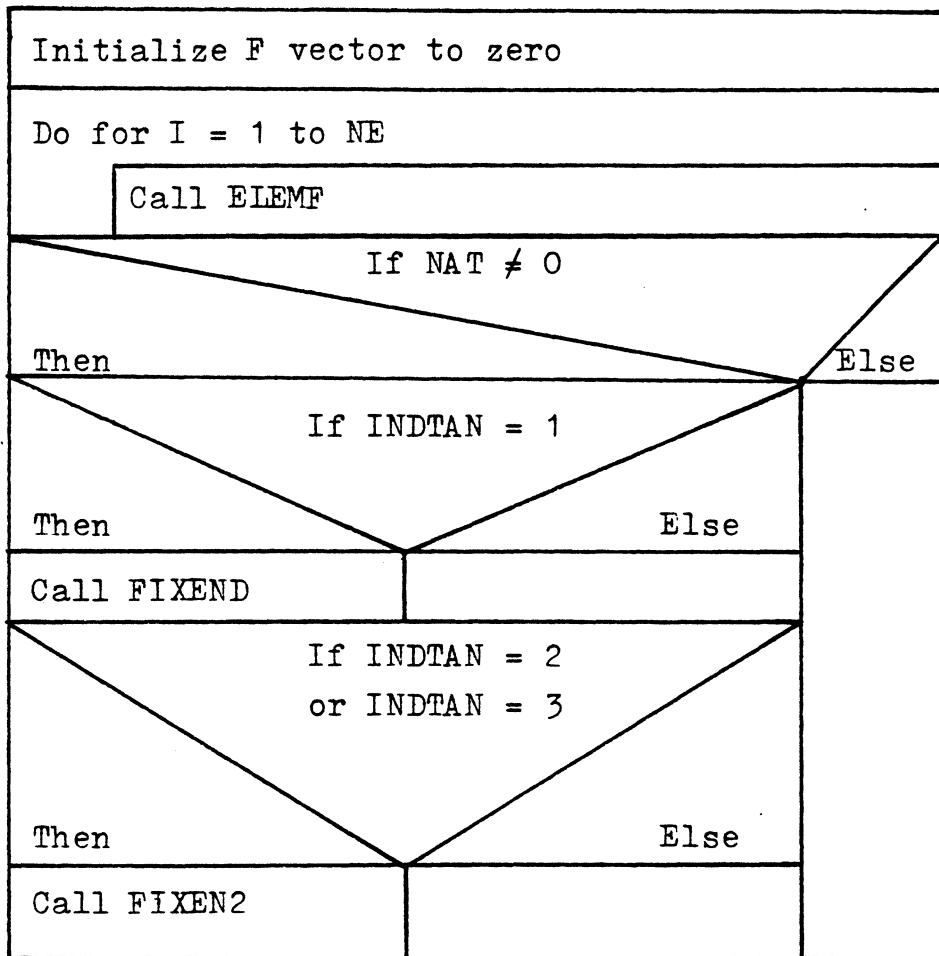 Initialize F vector to zero
Do for I = 1 to NE
Call ELEMF
If NAT ≠ 0
Then Else
If INDTAN = 1
Then Else
Call FIXEND
If INDTAN = 2
or INDTAN = 3
Then Else
Call FIXEN2